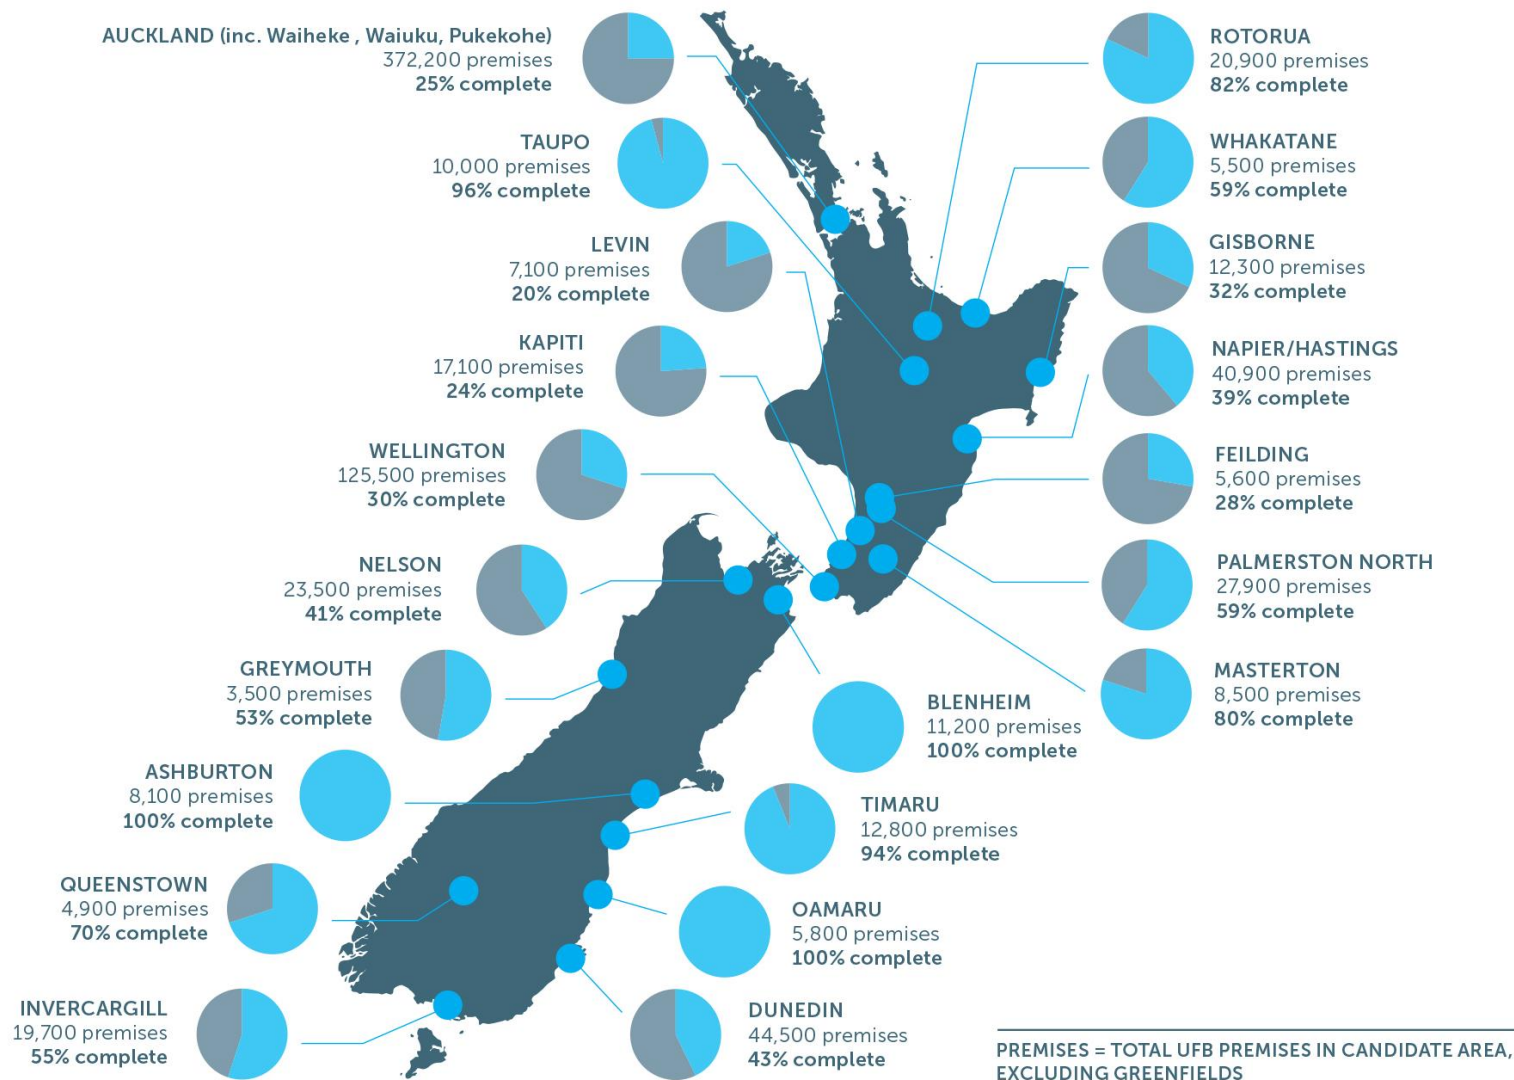 AUCKLAND (inc. Waiheke , Waiuku, Pukekohe)
372,200 premises
25% complete
TAUPO
10,000 premises
96% complete
LEVIN
7,100 premises
20% complete
KAPITI
17,100 premises
24% complete
WELLINGTON
125,500 premises
30% complete
NELSON
23,500 premises
41% complete
GREYMOUTH
3,500 premises
53% complete
ASHBURTON
8,100 premises
100% complete
QUEENSTOWN
4,900 premises
70% complete
INVERCARGILL
19,700 premises
55% complete
ROTORUA
20,900 premises
82% complete
WHAKATANE
5,500 premises
59% complete
GISBORNE
12,300 premises
32% complete
NAPIER/HASTINGS
40,900 premises
39% complete
FEILDING
5,600 premises
28% complete
PALMERSTON NORTH
27,900 premises
59% complete
MASTERTON
8,500 premises
80% complete
BLENHEIM
11,200 premises
100% complete
TIMARU
12,800 premises
94% complete
OAMARU
5,800 premises
100% complete
DUNEDIN
44,500 premises
43% complete
PREMISES = TOTAL UFB PREMISES IN CANDIDATE AREA,
EXCLUDING GREENFIELDS